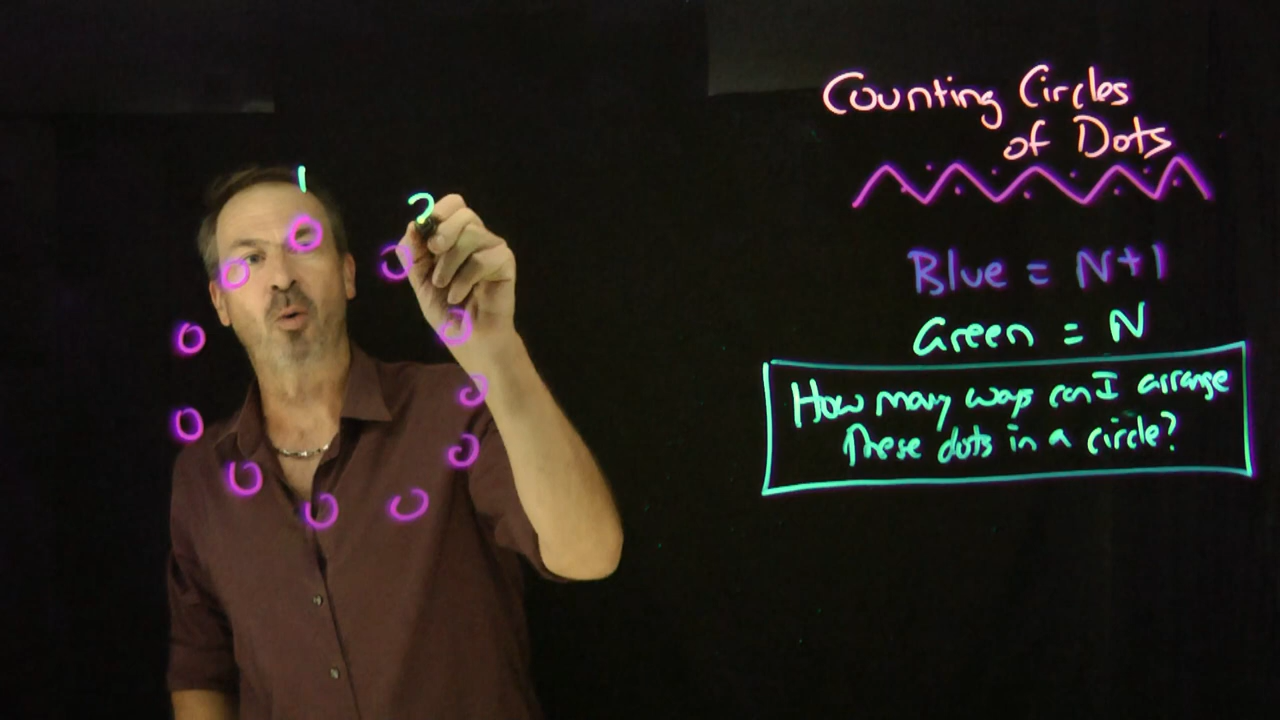 Counting Circles
of Dots
Blue = N+1
Green = N
How many ways can I arrange
these dots in a circle?
1
2